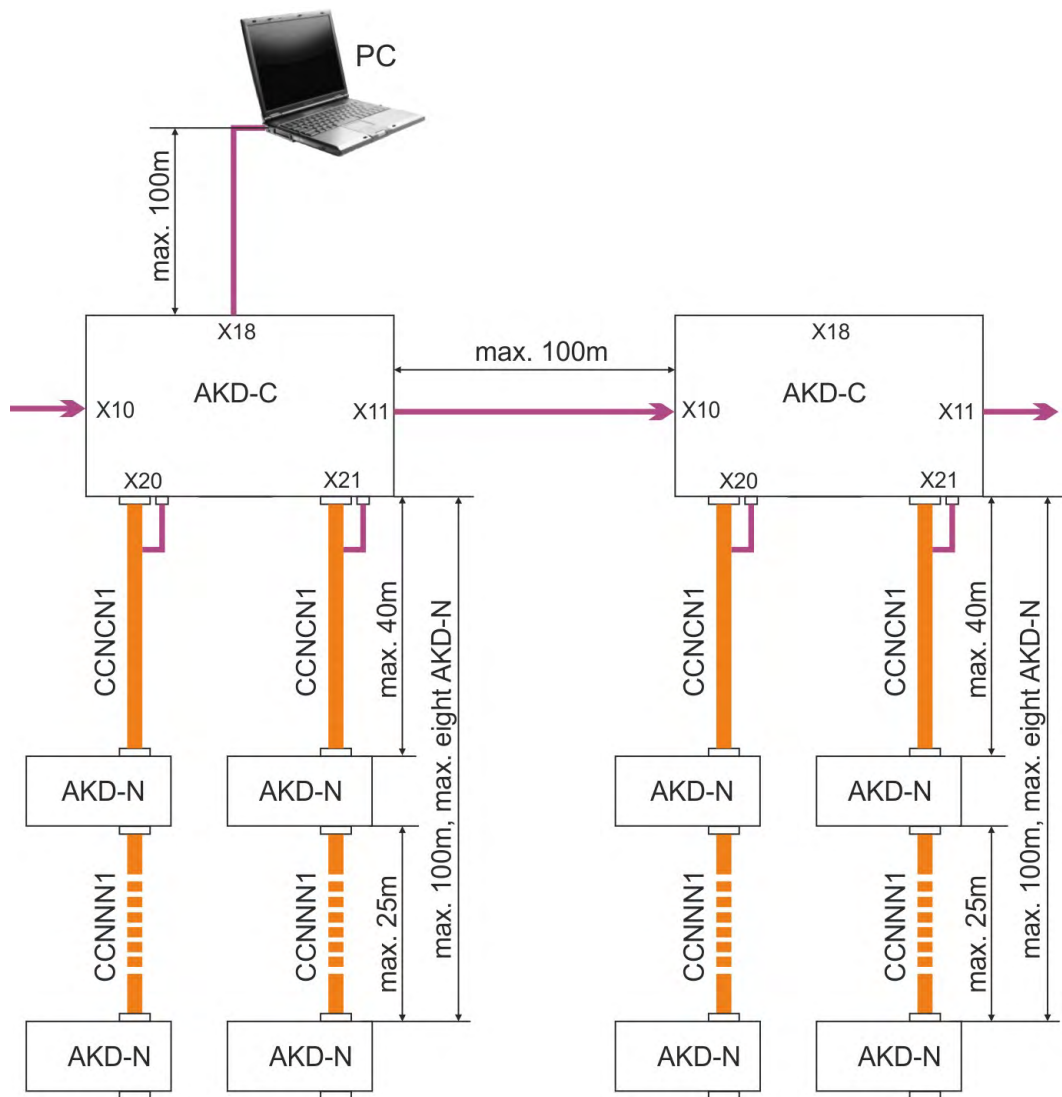 PC
max. 100m
X18
X18
max. 100m
AKD-C
AKD-C
X10
X11
X10
X11
X20
X21
X20
X21
CCNCN1
CCNCN1
max. 40m
max. 100m, max. eight AKD-N
CCNCN1
CCNCN1
max. 40m
max. 100m, max. eight AKD-N
AKD-N
AKD-N
AKD-N
AKD-N
CCNNN1
CCNNN1
max. 25m
CCNNN1
CCNNN1
max. 25m
AKD-N
AKD-N
AKD-N
AKD-N